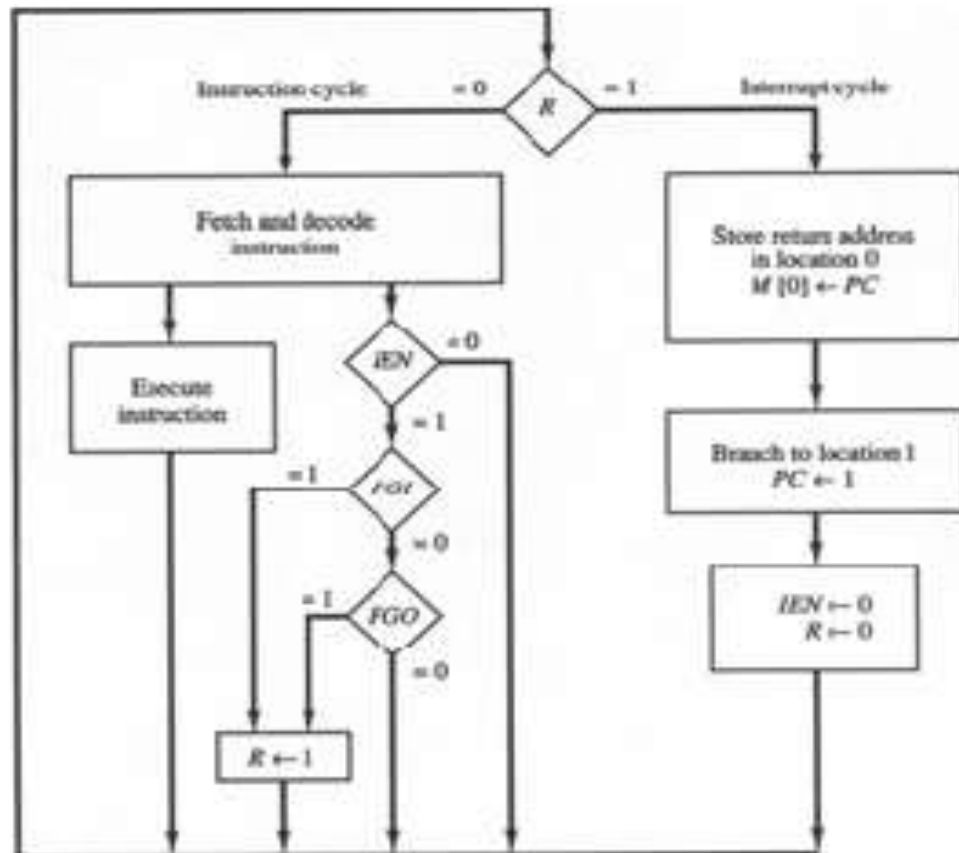 Instruction cycle
= 0
R
= 1
Interrupt cycle
Fetch and decode
instruction
Store return address
in location 0
M [0] ← PC
IEN
= 0
Execute
instruction
= 1
Branch to location 1
PC ← 1
= 1
FGI
= 0
= 1
FGO
IEN ← 0
R ← 0
= 0
R ← 1